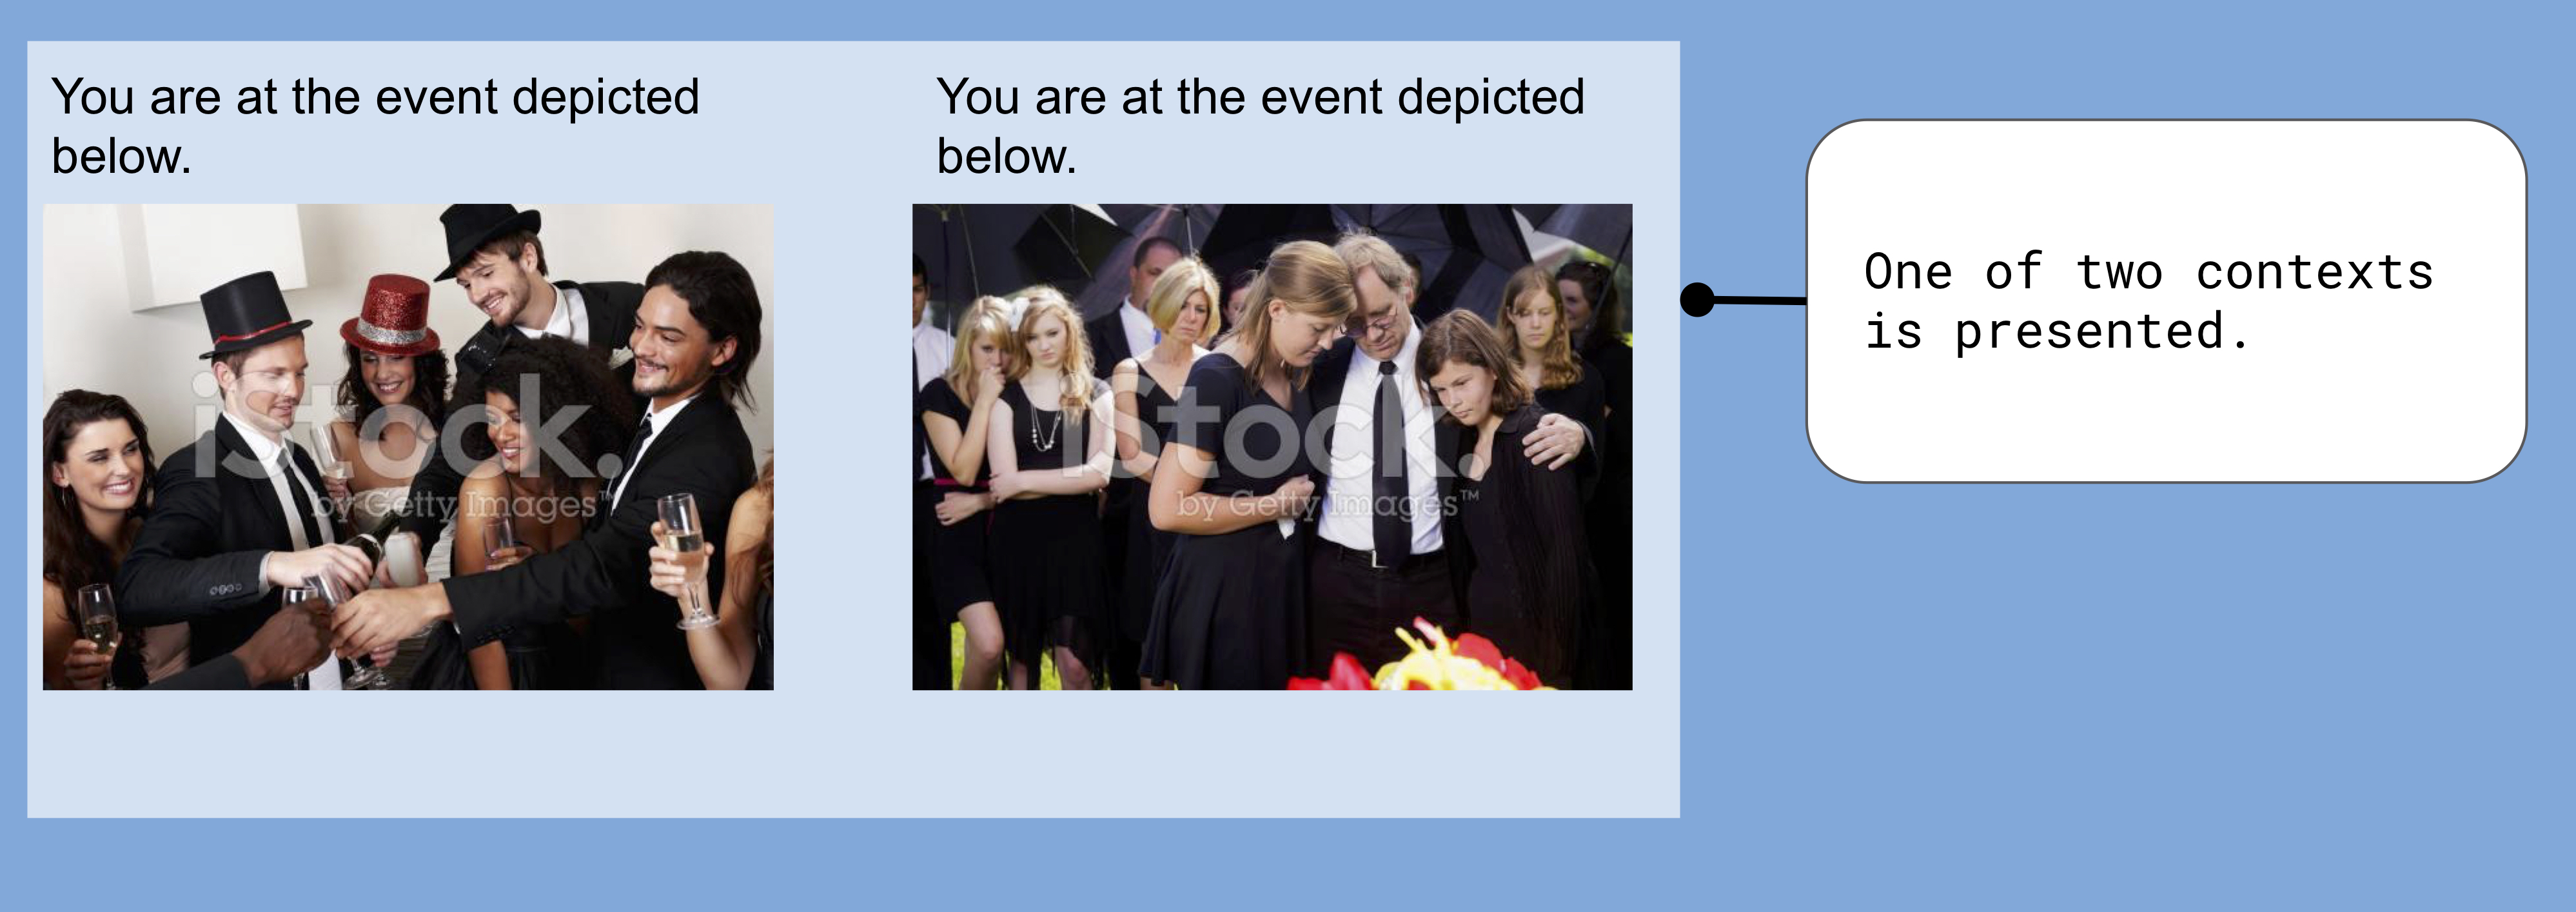 You are at the event depicted
below.
iStock.
by Getty Images™
You are at the event depicted
below.
iStock.
by Getty Images™
One of two contexts
is presented.